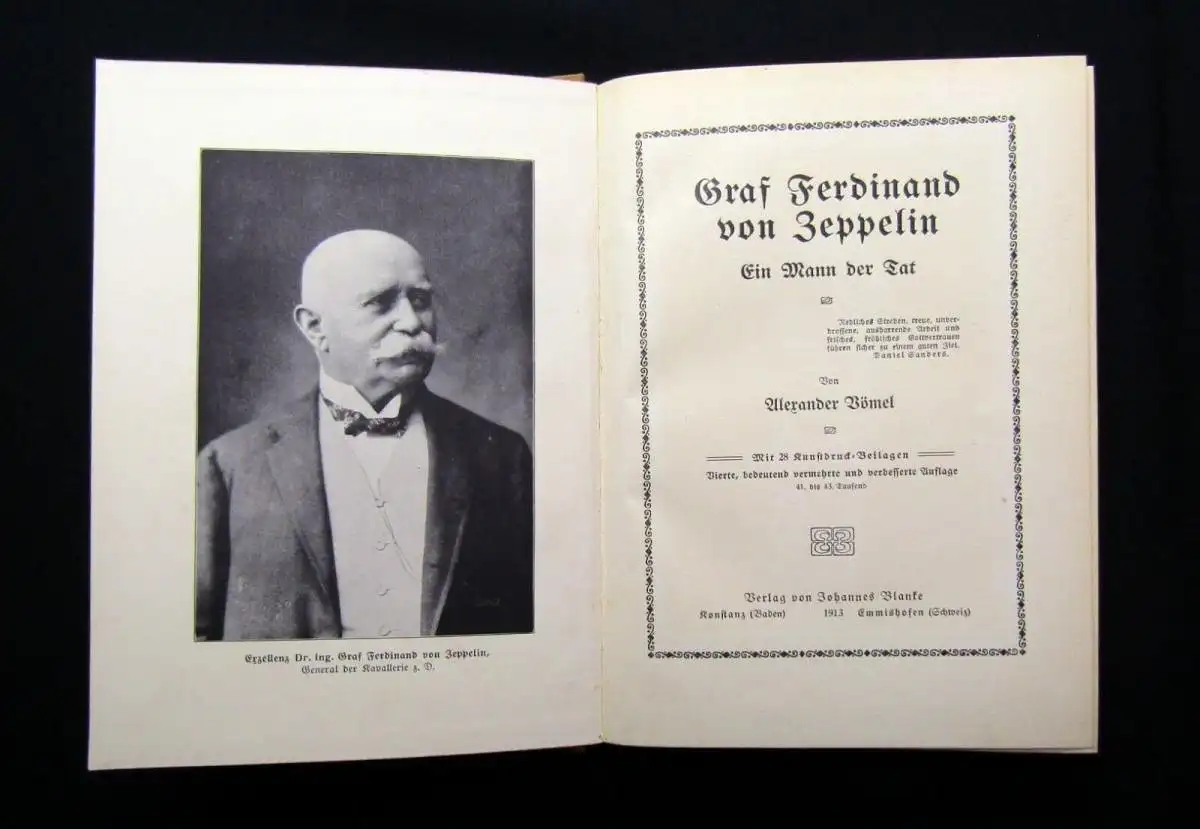 Exzellenz Dr. ing. Graf Ferdinand von Zeppelin,
General der Kavallerie z. D.
Graf Ferdinand
von Zeppelin
Ein Mann der Tat
Redliches Streben, treue, unver-
drossene, ausharrende Arbeit und
frisches, fröhliches Gottvertrauen
führen sicher zu einem guten Ziel.
Daniel Sanders.
Von
Alexander Vömel
Mit 28 Kunstdruck-Beilagen
Vierte, bedeutend vermehrte und verbesserte Auflage
41. bis 43. Tausend
Verlag von Johannes Blanke
Konstanz (Baden) 1913 Emmishofen (Schweiz)